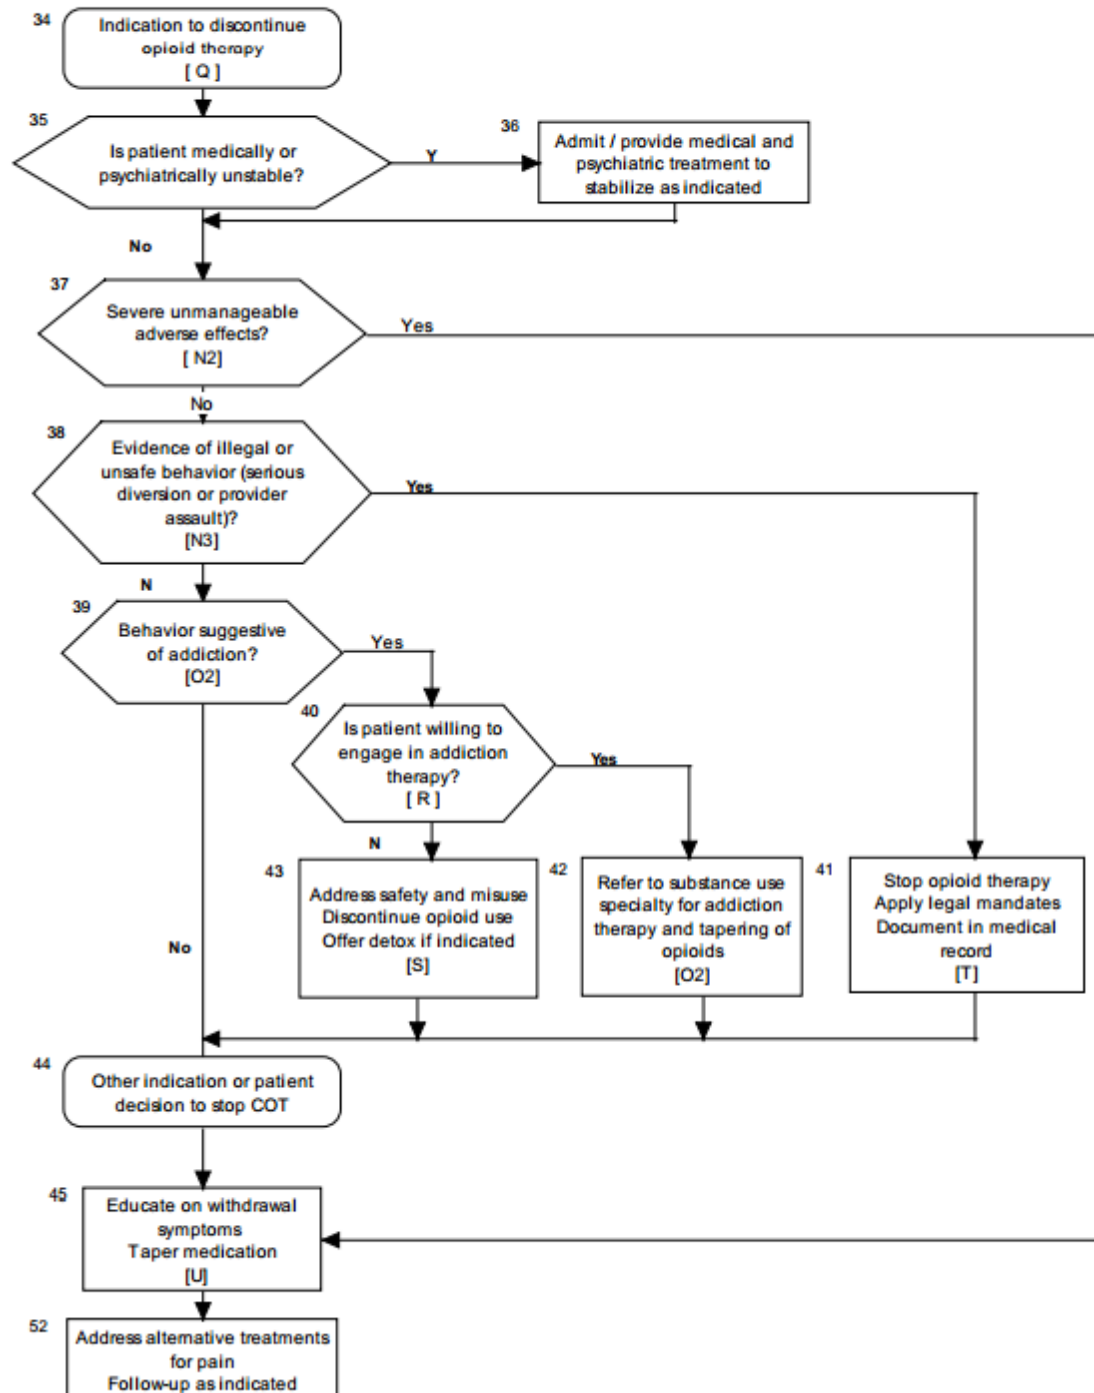 34
Indication to discontinue
opioid therapy
[ Q ]
35
Is patient medically or
psychiatrically unstable?
Y
36
Admit / provide medical and
psychiatric treatment to
stabilize as indicated
No
37
Severe unmanageable
adverse effects?
[ N2]
Yes
No
38
Evidence of illegal or
unsafe behavior (serious
diversion or provider
assault)?
[N3]
Yes
N
39
Behavior suggestive
of addiction?
[O2]
Yes
40
Is patient willing to
engage in addiction
therapy?
[ R ]
Yes
N
43
Address safety and misuse
Discontinue opioid use
Offer detox if indicated
[S]
42
Refer to substance use
specialty for addiction
therapy and tapering of
opioids
[O2]
41
Stop opioid therapy
Apply legal mandates
Document in medical
record
[T]
No
44
Other indication or patient
decision to stop COT
45
Educate on withdrawal
symptoms
Taper medication
[U]
52
Address alternative treatments
for pain
Follow-up as indicated